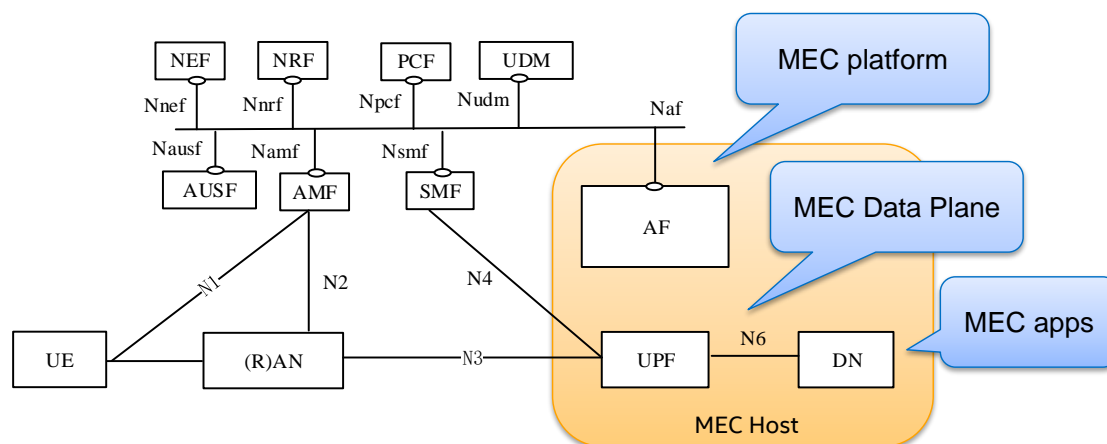 NEF
NRF
PCF
UDM
MEC platform
Nnef
Nnrf
Npcf
Nudm
Naf
Nausf
Namf
Nsmf
AUSF
AMF
SMF
AF
MEC Data Plane
N1
N2
N4
MEC apps
UE
(R)AN
N3
UPF
N6
DN
MEC Host